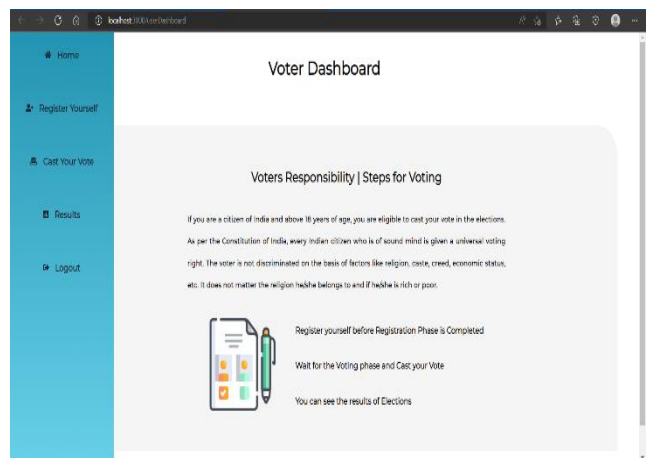 localhost:3000/userDashboard
Home
Register Yourself
Cast Your Vote
Results
Logout
Voter Dashboard
Voters Responsibility | Steps for Voting
If you are a citizen of India and above 18 years of age, you are eligible to cast your vote in the elections.
As per the Constitution of India, every Indian citizen who is of sound mind is given a universal voting
right. The voter is not discriminated on the basis of factors like religion, caste, creed, economic status,
etc. It does not matter the religion he/she belongs to and if he/she is rich or poor.
Register yourself before Registration Phase is Completed
Wait for the Voting phase and Cast your Vote
You can see the results of Elections